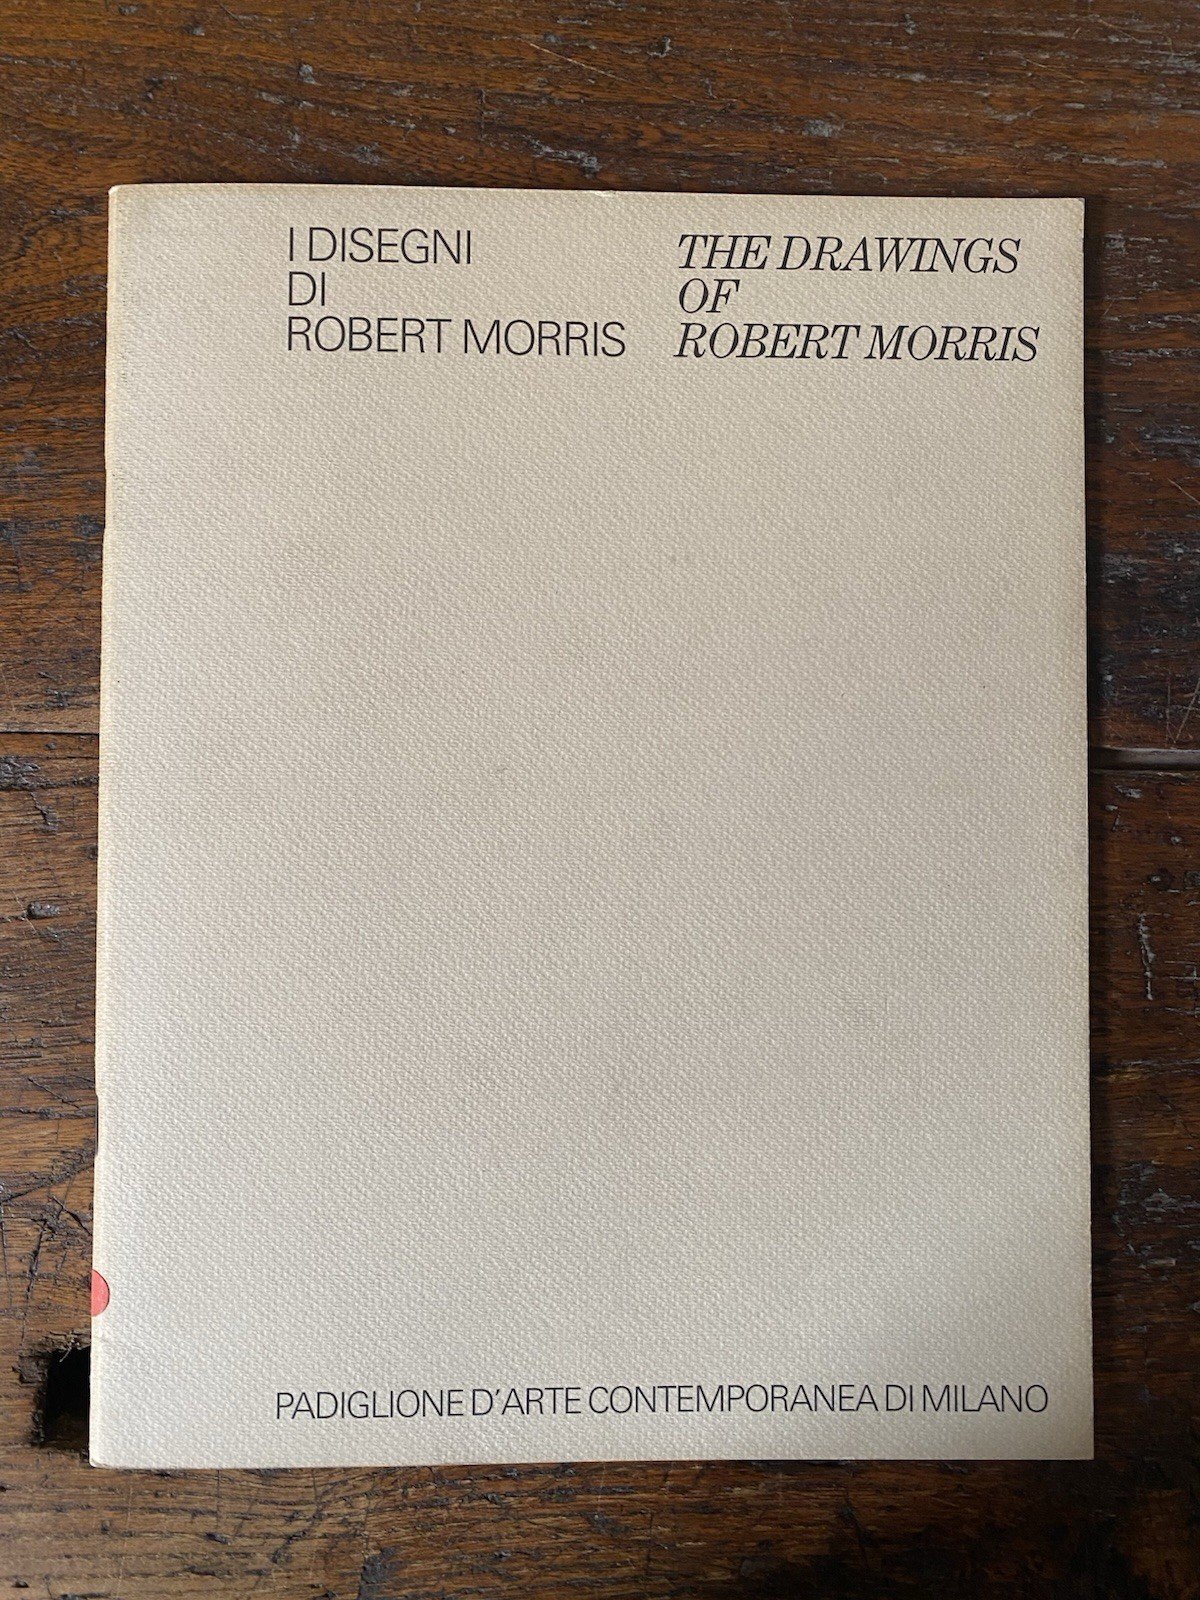 I DISEGNI
DI
ROBERT MORRIS
THE DRAWINGS
OF
ROBERT MORRIS
PADIGLIONE D'ARTE CONTEMPORANEA DI MILANO